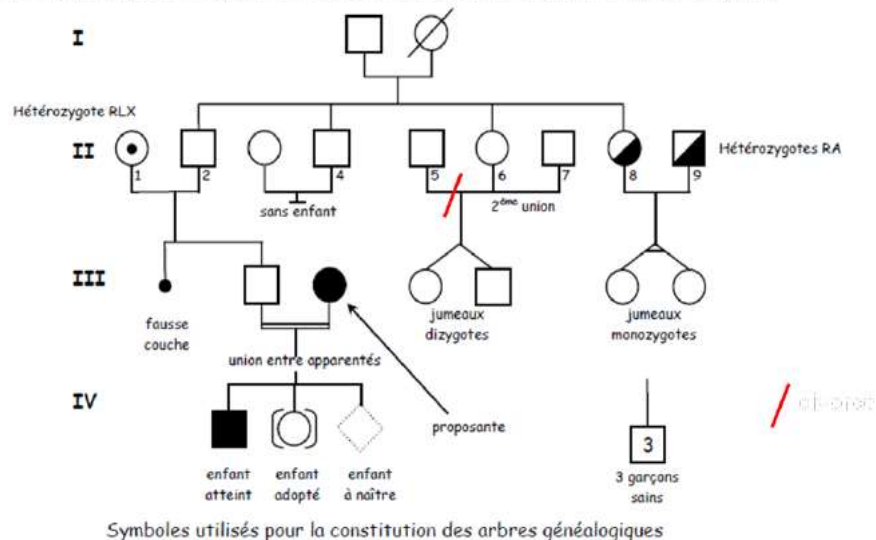 I
Hétérozygote RLX
II
1
2
4
5
6
7
8
9
Hétérozygotes RA
sans enfant
2ème union
III
fausse
couche
jumeaux
dizygotes
jumeaux
monozygotes
union entre apparentés
IV
proposante
3
enfant
atteint
enfant
adopté
enfant
à naître
3 garçons
sains
Symboles utilisés pour la constitution des arbres généalogiques